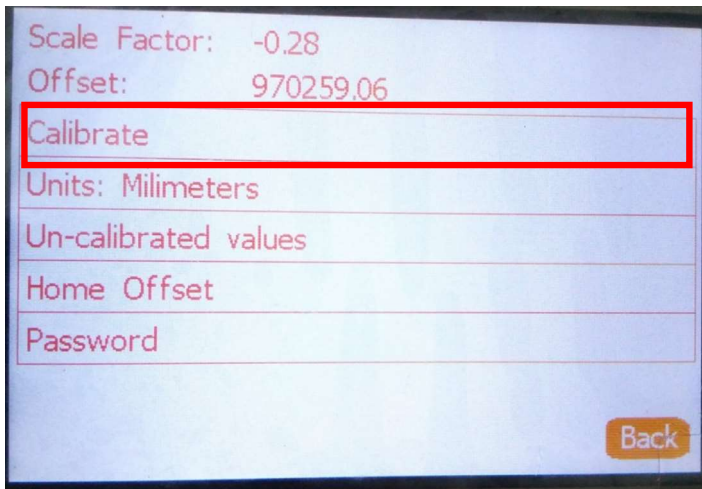 Scale Factor: -0.28
Offset: 970259.06
Calibrate
Units: Milimeters
Un-calibrated values
Home Offset
Password
Back